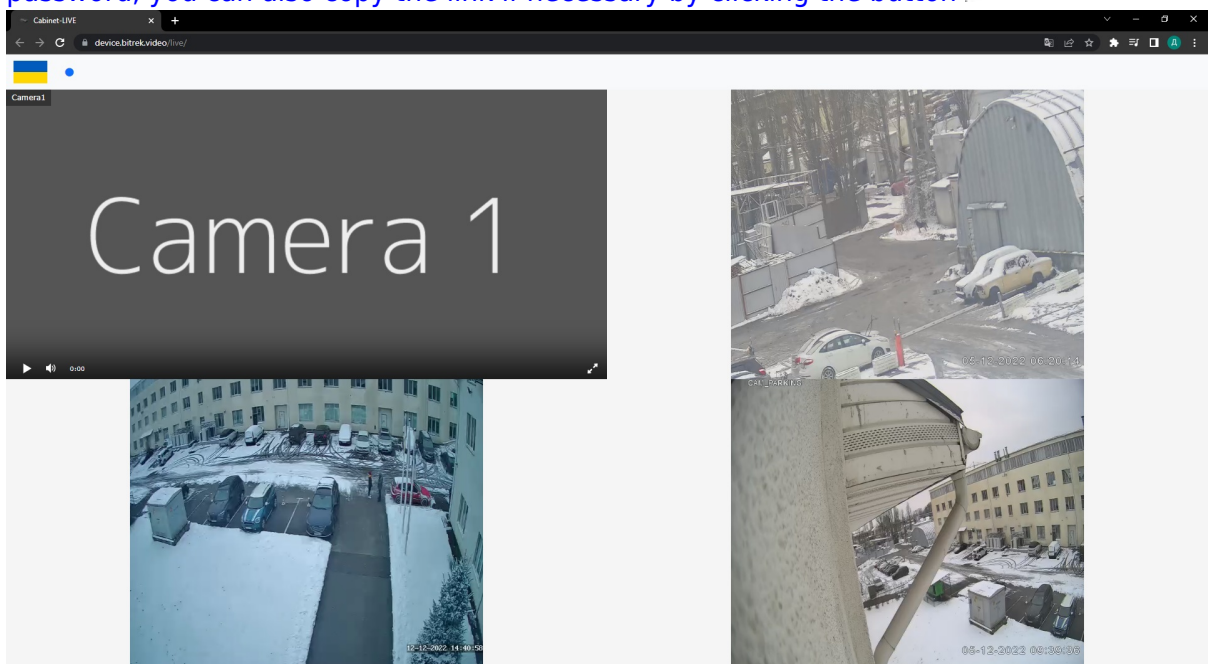 password, you can also copy the link if necessary by clicking the button .
Cabinet-LIVE
device.bitrek.video/live/
Д
Camera1
Camera 1
0:00
05-12-2022 06:20:14
12-12-2022 14:40:58
CAM_PARKING
05-12-2022 09:39:36